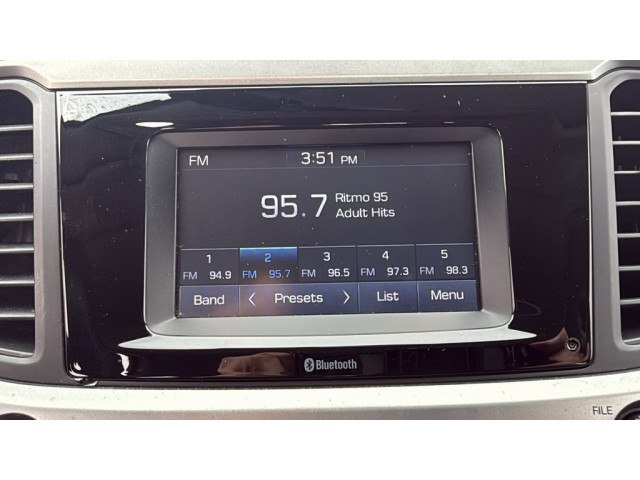 FM 3:51 PM
95.7 Ritmo 95
Adult Hits
1 2 3 4 5
FM 94.9 FM 95.7 FM 96.5 FM 97.3 FM 98.3
Band < Presets > List Menu
Bluetooth
FILE